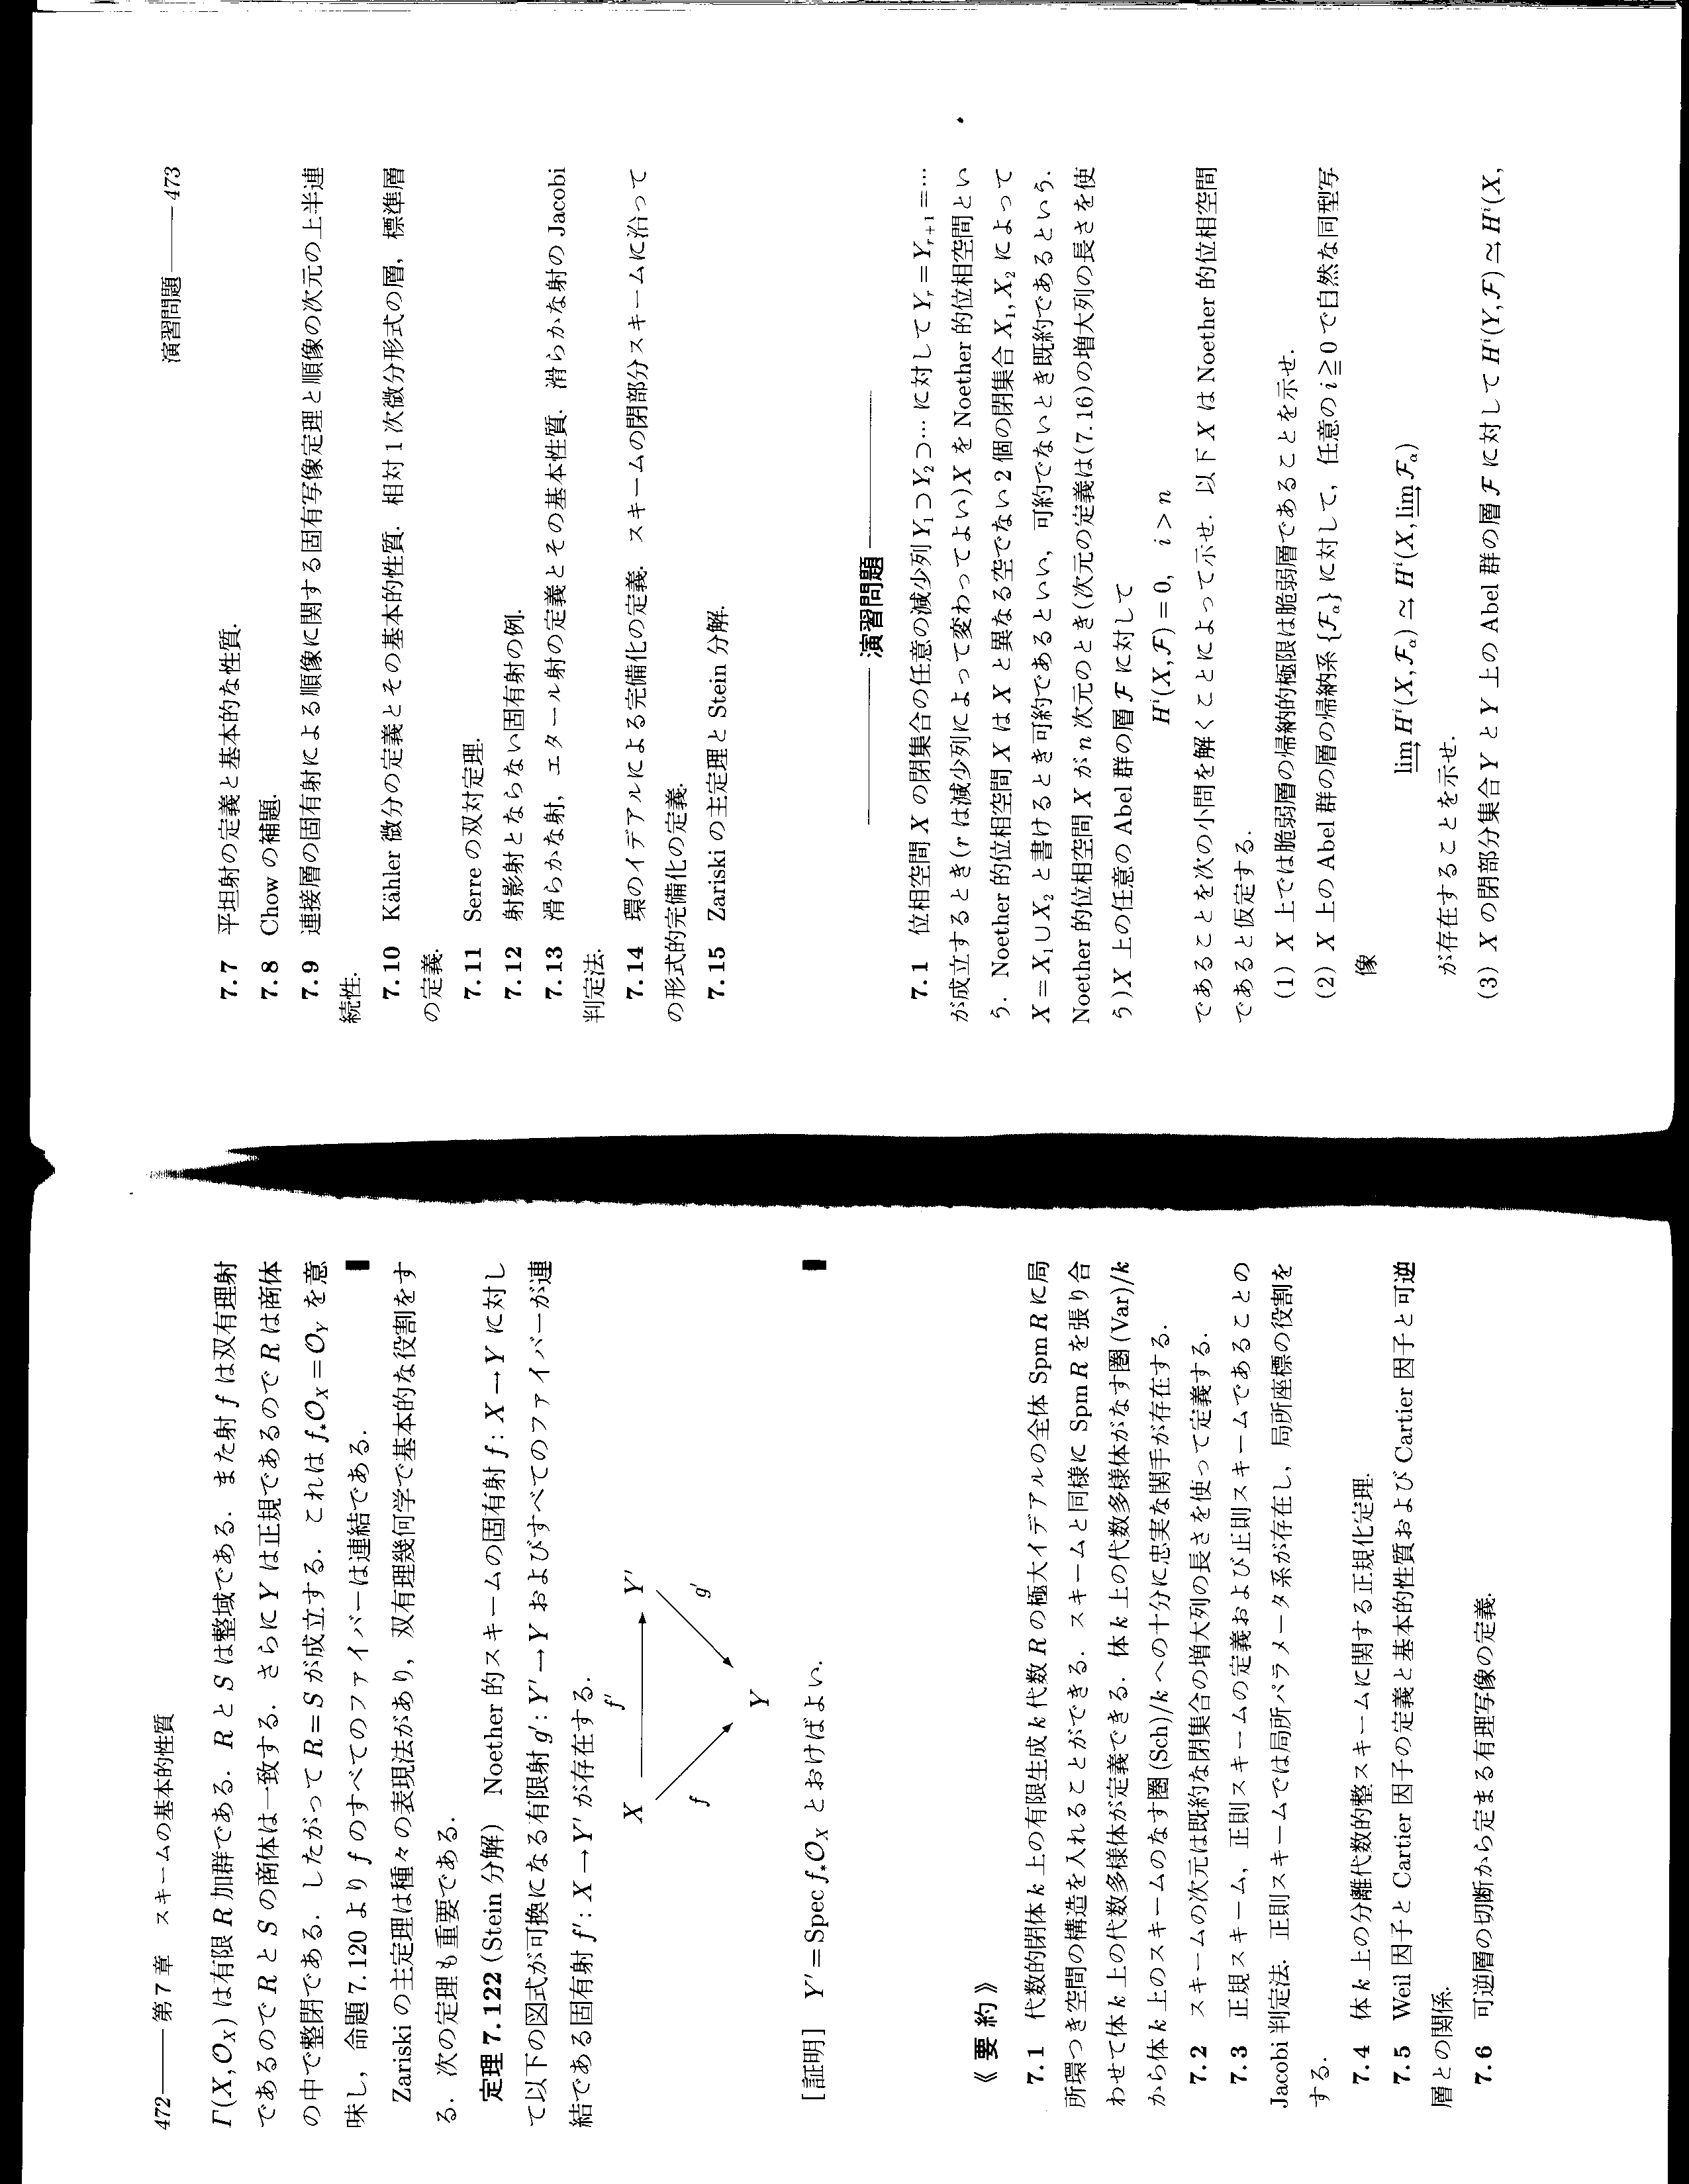 472——第7章　スキームの基本的性質
Γ(X,O_X) は有限 R 加群である．R と S は整域である．また射 f は双有理射
であるので R と S の商体は一致する．さらに Y は正規であるので R は商体
の中で整閉である．したがって R=S が成立する．これは f_*O_X=O_Y を意
味し，命題 7.120 より f のすべてのファイバーは連結である．
Zariski の主定理は種々の表現法があり，双有理幾何学で基本的な役割をす
る．次の定理も重要である．
定理 7.122（Stein 分解）　Noether 的スキームの固有射 f: X→Y に対し
て以下の図式が可換になる有限射 g′: Y′→Y およびすべてのファイバーが連
結である固有射 f′: X→Y′ が存在する．
f′
X Y′
f g′
Y
［証明］　Y′=Spec f_*O_X とおけばよい．
《要約》
7.1　代数的閉体 k 上の有限生成 k 代数 R の極大イデアルの全体 Spm R に局
所環つき空間の構造を入れることができる．スキームと同様に Spm R を張り合
わせて体 k 上の代数多様体が定義できる．体 k 上の代数多様体がなす圏 (Var)/k
から体 k 上のスキームのなす圏 (Sch)/k への十分に忠実な関手が存在する．
7.2　スキームの次元は既約な閉集合の増大列の長さを使って定義する．
7.3　正規スキーム，正則スキームの定義および正則スキームであることの
Jacobi 判定法．正則スキームでは局所パラメータ系が存在し，局所座標の役割を
する．
7.4　体 k 上の分離代数的整スキームに関する正規化定理．
7.5　Weil 因子と Cartier 因子の定義と基本的性質および Cartier 因子と可逆
層との関係．
7.6　可逆層の切断から定まる有理写像の定義．
演習問題——473
7.7　平坦射の定義と基本的な性質．
7.8　Chow の補題．
7.9　連接層の固有射による順像に関する固有写像定理と順像の次元の上半連
続性．
7.10　Kähler 微分の定義とその基本的性質．相対 1 次微分形式の層，標準層
の定義．
7.11　Serre の双対定理．
7.12　射影射とならない固有射の例．
7.13　滑らかな射，エタール射の定義とその基本性質．滑らかな射の Jacobi
判定法．
7.14　環のイデアルによる完備化の定義．スキームの閉部分スキームに沿って
の形式的完備化の定義．
7.15　Zariski の主定理と Stein 分解．
演習問題
7.1　位相空間 X の閉集合の任意の減少列 Y₁⊃Y₂⊃… に対して Y_r=Y_{r+1}=…
が成立するとき（r は減少列によって変わってよい）X を Noether 的位相空間とい
う．Noether 的位相空間 X は X と異なる空でない 2 個の閉集合 X₁, X₂ によって
X=X₁∪X₂ と書けるとき可約であるといい，可約でないとき既約であるという．
Noether 的位相空間 X が n 次元のとき（次元の定義は(7.16)の増大列の長さを使
う）X 上の任意の Abel 群の層 F に対して
Hⁱ(X,F)=0,　i>n
であることを次の小問を解くことによって示せ．以下 X は Noether 的位相空間
であると仮定する．
(1) X 上では脆弱層の帰納的極限は脆弱層であることを示せ．
(2) X 上の Abel 群の層の帰納系 {F_α} に対して，任意の i≧0 で自然な同型写
像
lim→ Hⁱ(X,F_α) ⥲ Hⁱ(X, lim→ F_α)
が存在することを示せ．
(3) X の閉部分集合 Y と Y 上の Abel 群の層 F に対して Hⁱ(Y,F)≃Hⁱ(X,